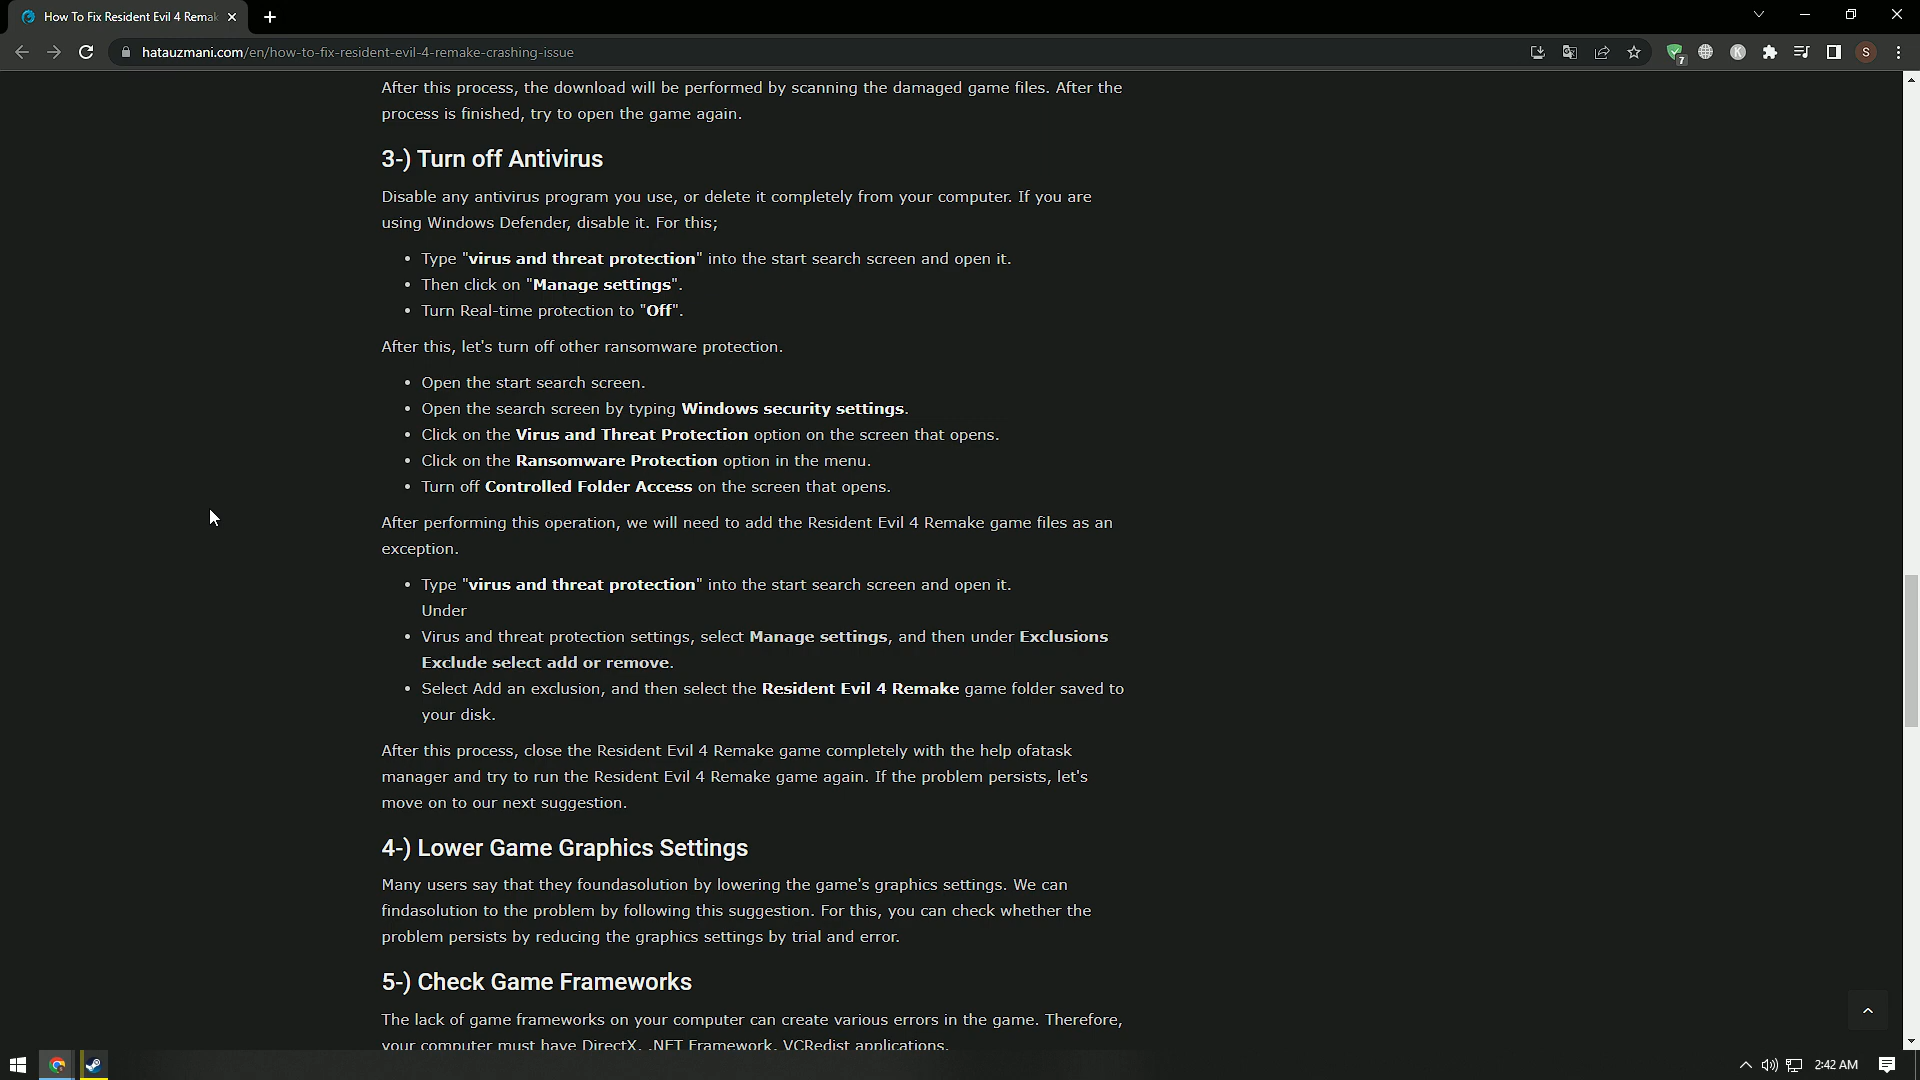 How To Fix Resident Evil 4 Remak
hatauzmani.com/en/how-to-fix-resident-evil-4-remake-crashing-issue
7
K
S
After this process, the download will be performed by scanning the damaged game files. After the
process is finished, try to open the game again.
3-) Turn off Antivirus
Disable any antivirus program you use, or delete it completely from your computer. If you are
using Windows Defender, disable it. For this;
• Type "virus and threat protection" into the start search screen and open it.
• Then click on "Manage settings".
• Turn Real-time protection to "Off".
After this, let's turn off other ransomware protection.
• Open the start search screen.
• Open the search screen by typing Windows security settings.
• Click on the Virus and Threat Protection option on the screen that opens.
• Click on the Ransomware Protection option in the menu.
• Turn off Controlled Folder Access on the screen that opens.
After performing this operation, we will need to add the Resident Evil 4 Remake game files as an
exception.
• Type "virus and threat protection" into the start search screen and open it.
Under
• Virus and threat protection settings, select Manage settings, and then under Exclusions
Exclude select add or remove.
• Select Add an exclusion, and then select the Resident Evil 4 Remake game folder saved to
your disk.
After this process, close the Resident Evil 4 Remake game completely with the help ofatask
manager and try to run the Resident Evil 4 Remake game again. If the problem persists, let's
move on to our next suggestion.
4-) Lower Game Graphics Settings
Many users say that they foundasolution by lowering the game's graphics settings. We can
findasolution to the problem by following this suggestion. For this, you can check whether the
problem persists by reducing the graphics settings by trial and error.
5-) Check Game Frameworks
The lack of game frameworks on your computer can create various errors in the game. Therefore,
your computer must have DirectX, .NET Framework, VCRedist applications.
2:42 AM